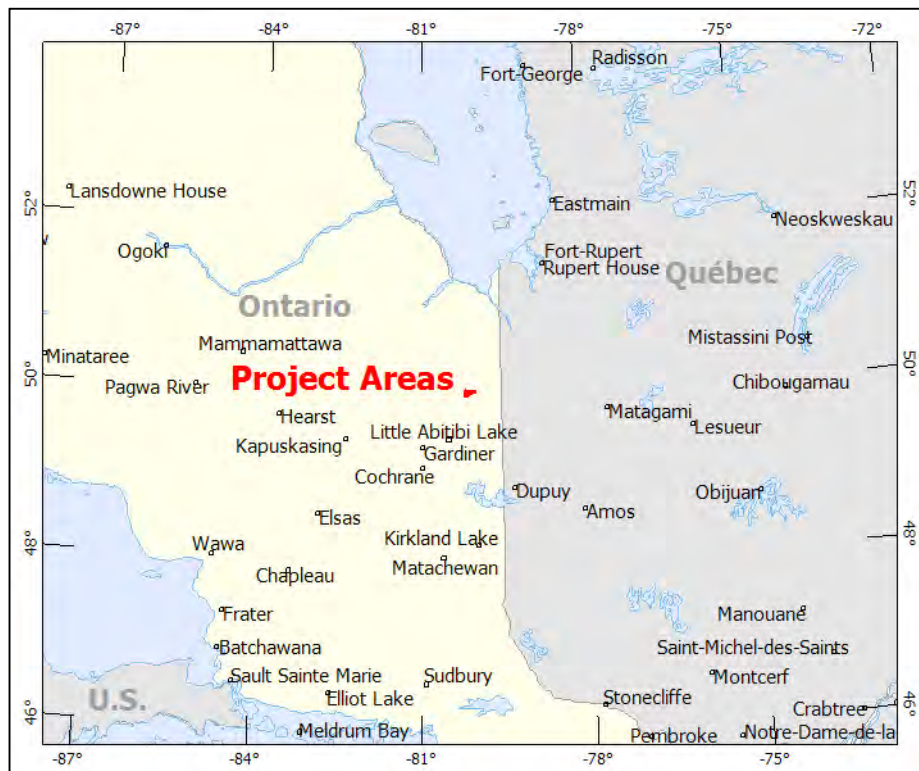 -87° -84° -81° -78° -75° -72°
Radisson
Fort-George
Lansdowne House
52° 52°
Eastmain
Neoskweskau
Ogoki
Fort-Rupert
Rupert House
Québec
Ontario
Mistassini Post
Mammamattawa
Minataree
50° 50°
Project Areas
Pagwa River
Chibougamau
Hearst
Matagami
Little Abitibi Lake
Lesueur
Kapuskasing
Gardiner
Cochrane
Dupuy
Obijuan
Amos
Elsas
Kirkland Lake
48° 48°
Wawa
Matachewan
Chapleau
Frater
Manouane
Batchawana
Saint-Michel-des-Saints
Sault Sainte Marie
Sudbury
Montcerf
Elliot Lake
Stonecliffe
U.S.
46° 46°
Crabtree
Meldrum Bay
Pembroke
Notre-Dame-de-la
-87° -84° -81° -78° -75° -72°